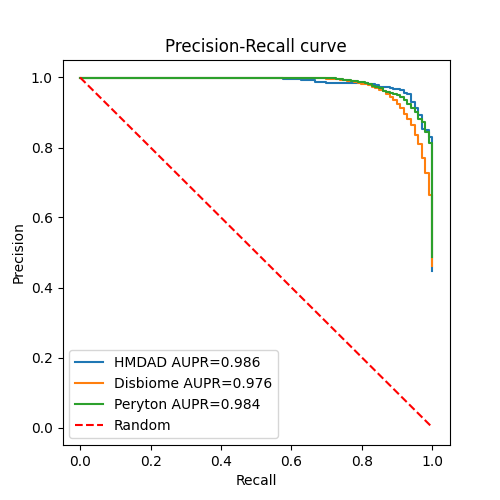 Precision-Recall curve
1.0
0.8
0.6
0.4
0.2
0.0
Precision
HMDAD AUPR=0.986
Disbiome AUPR=0.976
Peryton AUPR=0.984
Random
0.0 0.2 0.4 0.6 0.8 1.0
Recall